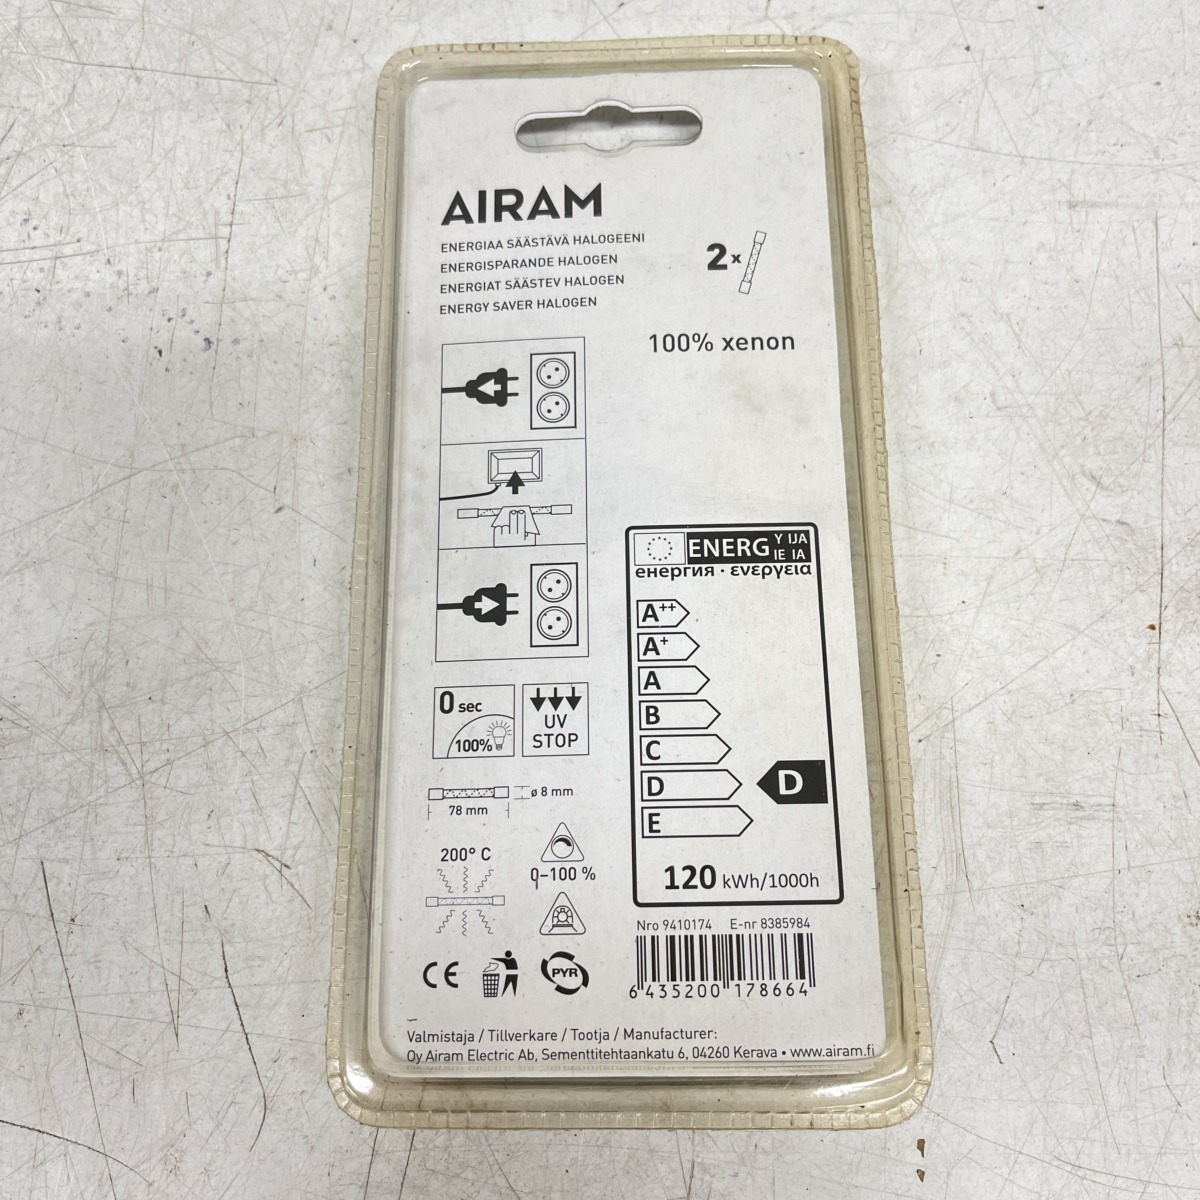 AIRAM
ENERGIAA SÄÄSTÄVÄ HALOGEENI
ENERGISPARANDE HALOGEN
ENERGIAT SÄÄSTEV HALOGEN
ENERGY SAVER HALOGEN
2x
100% xenon
ENERG Y IJA
IE IA
енергия · ενεργεια
A++
A+
A
B
C
D
D
E
120 kWh/1000h
0 sec
100%
UV
STOP
ø 8 mm
78 mm
200° C
0-100 %
CE
PYR
Nro 9410174 E-nr 8385984
6 435200 178664
Valmistaja / Tillverkare / Tootja / Manufacturer:
Oy Airam Electric Ab, Sementtitehtaankatu 6, 04260 Kerava • www.airam.fi